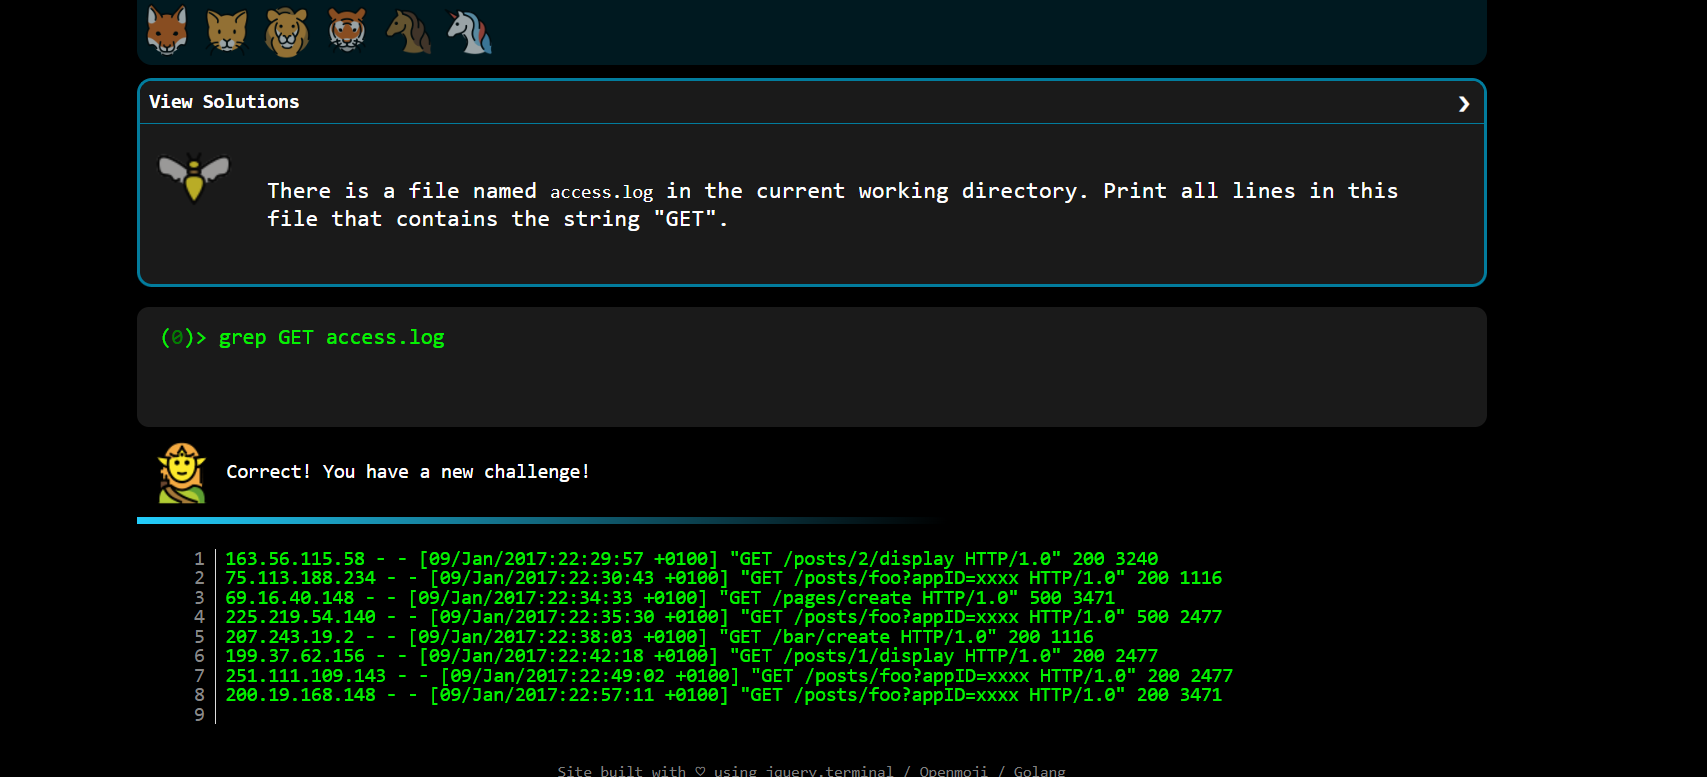 View Solutions ❯
There is a file named access.log in the current working directory. Print all lines in this
file that contains the string "GET".
(0)> grep GET access.log
Correct! You have a new challenge!
1 163.56.115.58 - - [09/Jan/2017:22:29:57 +0100] "GET /posts/2/display HTTP/1.0" 200 3240
2 75.113.188.234 - - [09/Jan/2017:22:30:43 +0100] "GET /posts/foo?appID=xxxx HTTP/1.0" 200 1116
3 69.16.40.148 - - [09/Jan/2017:22:34:33 +0100] "GET /pages/create HTTP/1.0" 500 3471
4 225.219.54.140 - - [09/Jan/2017:22:35:30 +0100] "GET /posts/foo?appID=xxxx HTTP/1.0" 500 2477
5 207.243.19.2 - - [09/Jan/2017:22:38:03 +0100] "GET /bar/create HTTP/1.0" 200 1116
6 199.37.62.156 - - [09/Jan/2017:22:42:18 +0100] "GET /posts/1/display HTTP/1.0" 200 2477
7 251.111.109.143 - - [09/Jan/2017:22:49:02 +0100] "GET /posts/foo?appID=xxxx HTTP/1.0" 200 2477
8 200.19.168.148 - - [09/Jan/2017:22:57:11 +0100] "GET /posts/foo?appID=xxxx HTTP/1.0" 200 3471
9
Site built with ♡ using jquery.terminal / Openmoji / Golang